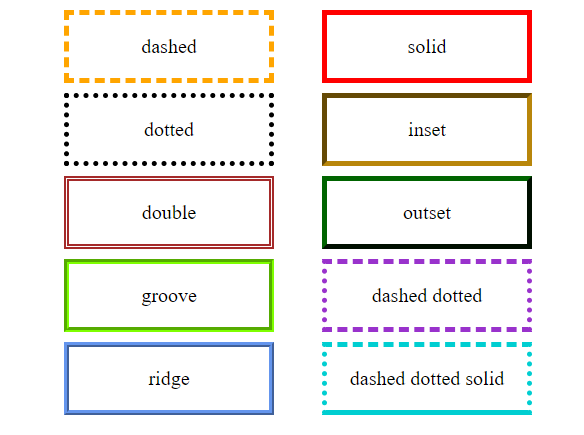 dashed
solid
dotted
inset
double
outset
groove
dashed dotted
ridge
dashed dotted solid